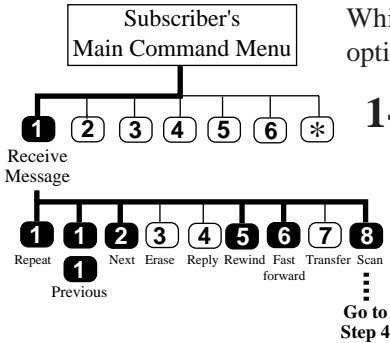 Subscriber's
Main Command Menu
Whi
opti
1 2 3 4 5 6 *
1-
Receive
Message
1 1 2 3 4 5 6 7 8
Repeat 1 Next Erase Reply Rewind Fast forward Transfer Scan
Previous
Go to
Step 4